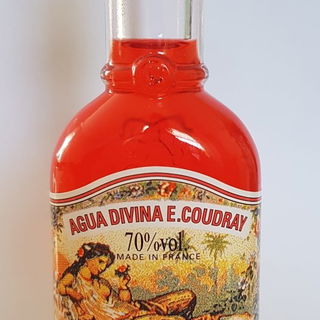 AGUA DIVINA E. COUDRAY
70%vol.
MADE IN FRANCE